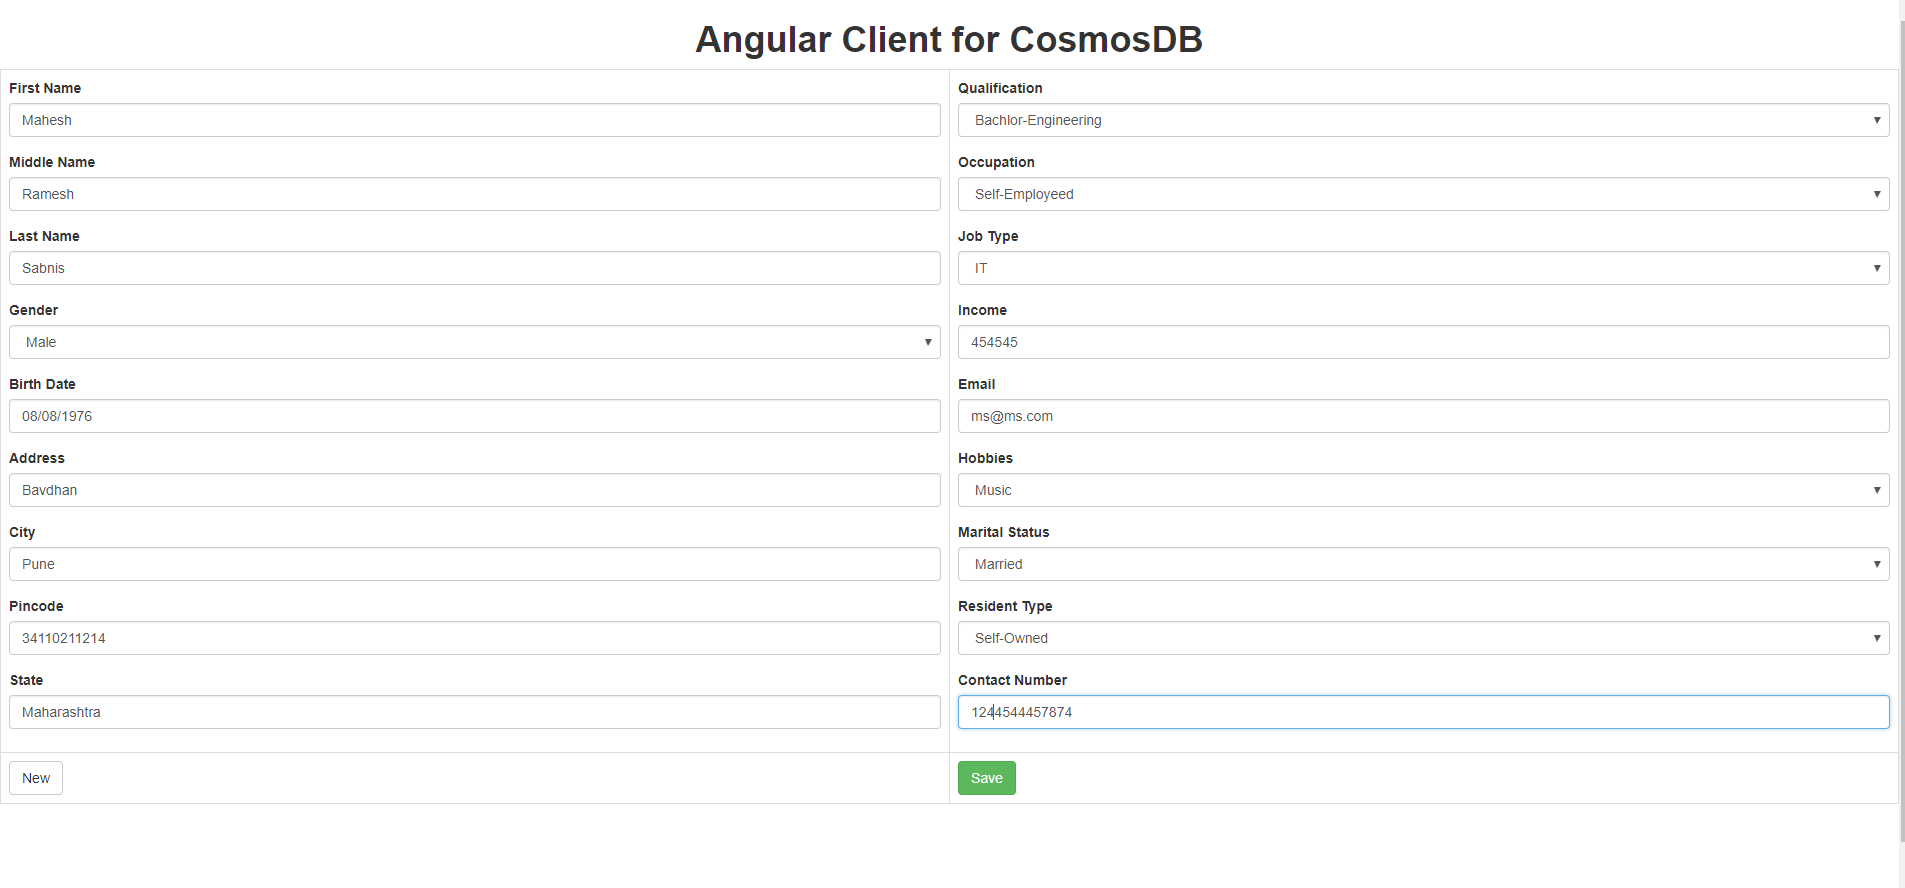 Angular Client for CosmosDB
First Name
Mahesh
Middle Name
Ramesh
Last Name
Sabnis
Gender
Male
Birth Date
08/08/1976
Address
Bavdhan
City
Pune
Pincode
34110211214
State
Maharashtra
New
Qualification
Bachlor-Engineering
Occupation
Self-Employeed
Job Type
IT
Income
454545
Email
ms@ms.com
Hobbies
Music
Marital Status
Married
Resident Type
Self-Owned
Contact Number
1244544457874
Save